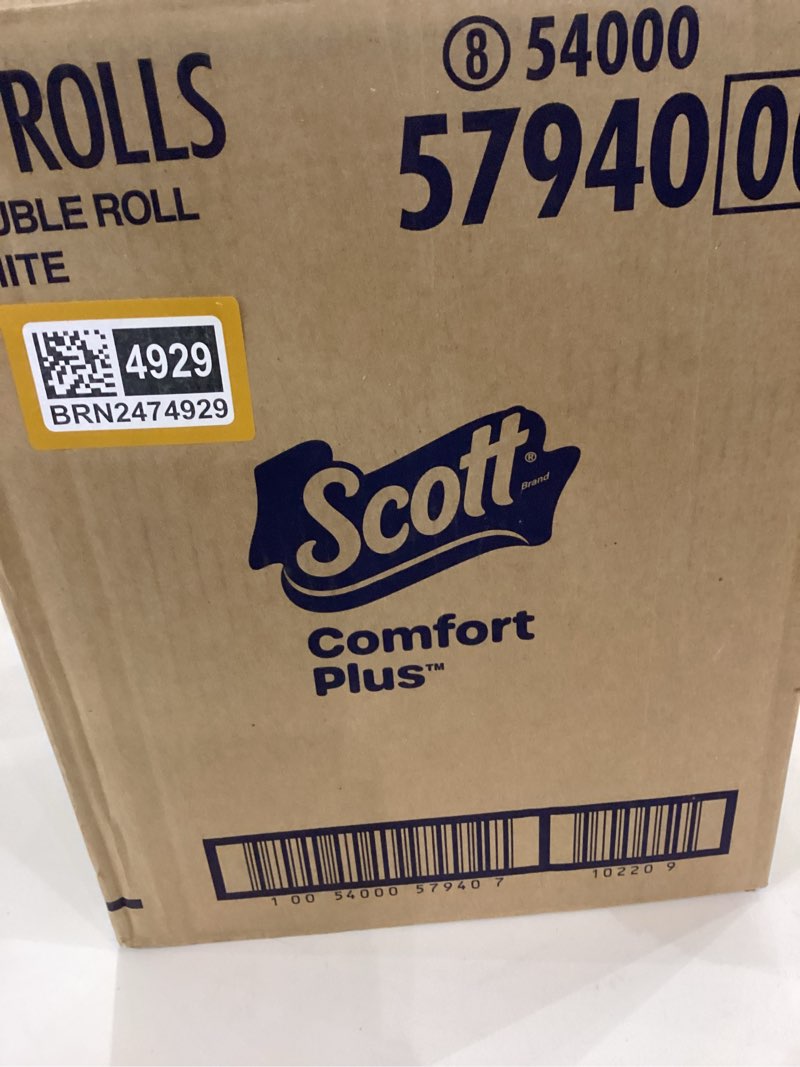 8 54000
57940 0
ROLLS
UBLE ROLL
ITE
4929
BRN2474929
Scott®
Brand
Comfort
Plus™
1 00 54000 57940 7
10220 9